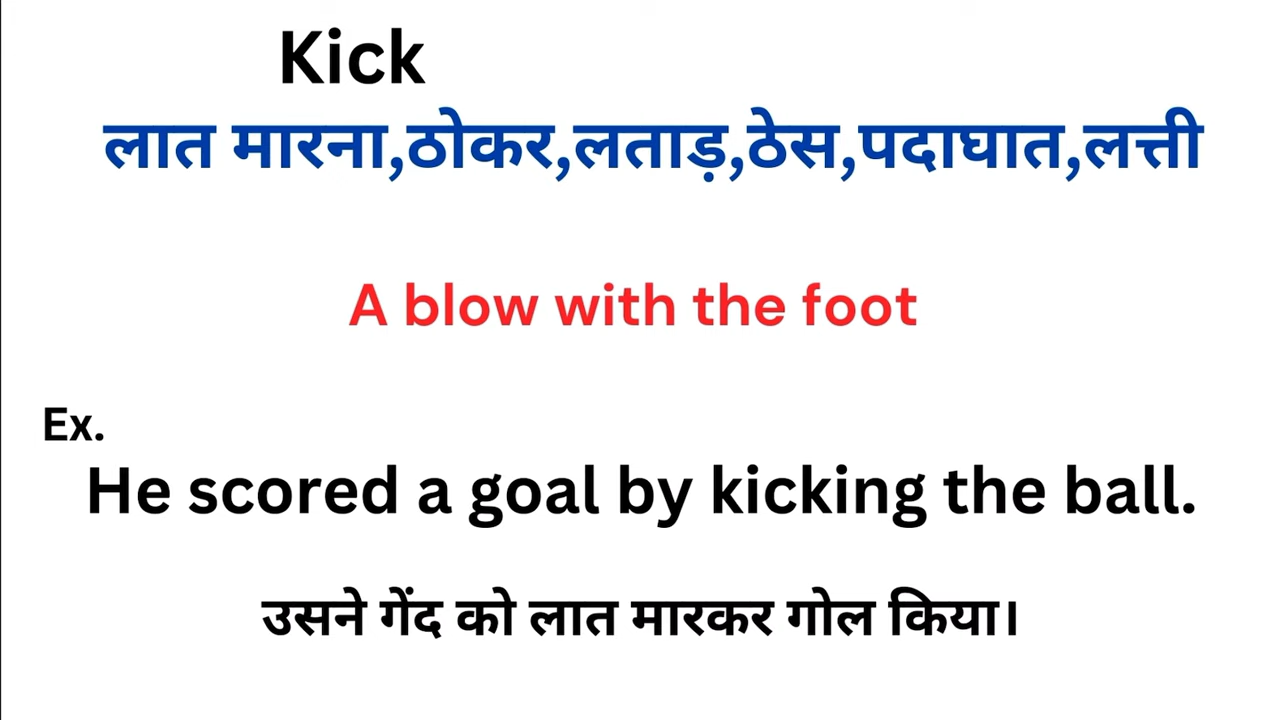 Kick
लात मारना,ठोकर,लताड़,ठेस,पदाघात,लत्ती
A blow with the foot
Ex.
He scored a goal by kicking the ball.
उसने गेंद को लात मारकर गोल किया।